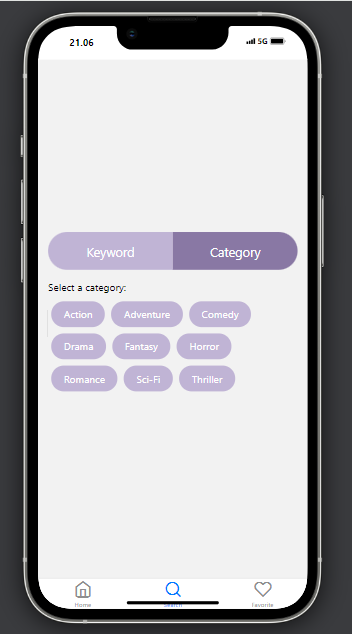 21.06 5G
Keyword Category
Select a category:
Action Adventure Comedy
Drama Fantasy Horror
Romance Sci-Fi Thriller
Home Search Favorite